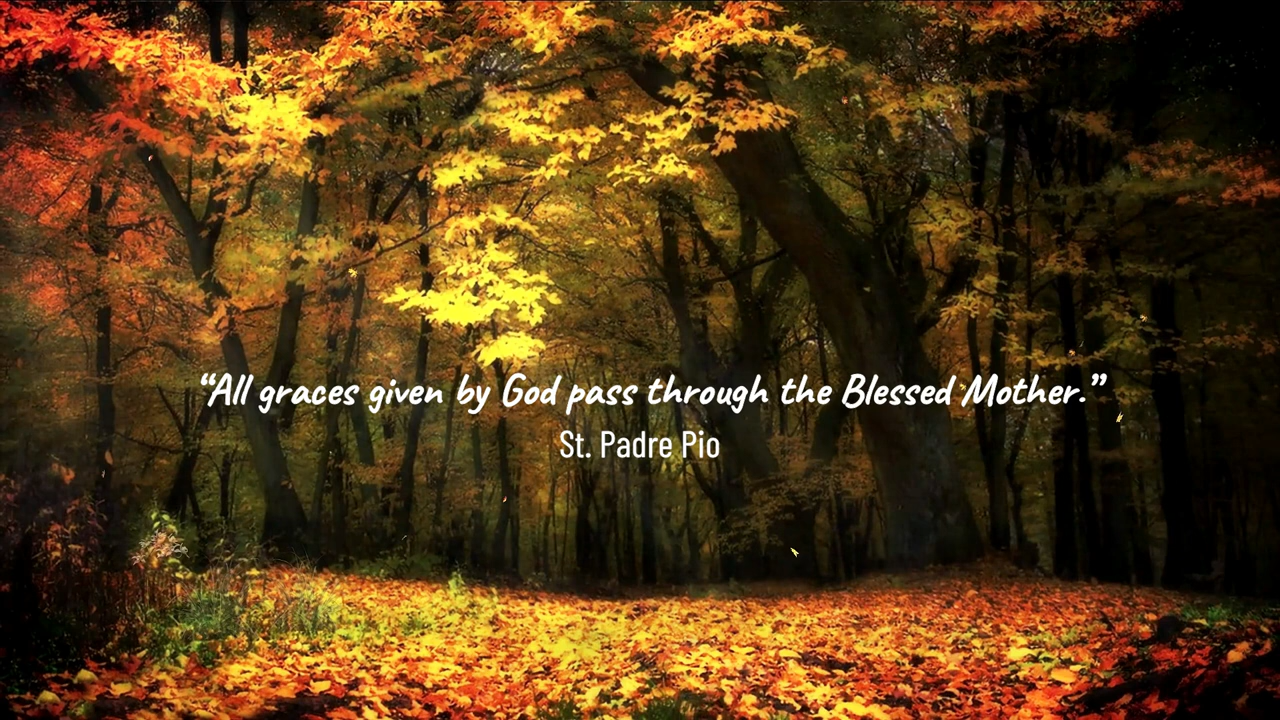 “All graces given by God pass through the Blessed Mother.”
St. Padre Pio